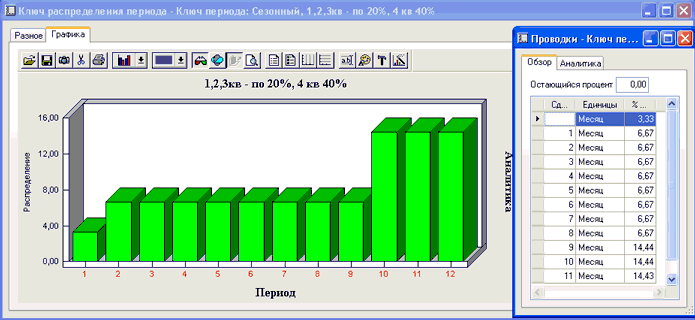 Ключ распределения периода - Ключ периода: Сезонный, 1,2,3кв - по 20%, 4 кв 40%
Разное Графика
1,2,3кв - по 20%, 4 кв 40%
16,00
12,00
8,00
4,00
0,00
Распределение
1 2 3 4 5 6 7 8 9 10 11 12
Период
Аналитика
Проводки - Ключ пе...
Обзор Аналитика
Остающийся процент 0,00
Сд... Единицы % ...
Месяц 3,33
1 Месяц 6,67
2 Месяц 6,67
3 Месяц 6,67
4 Месяц 6,67
5 Месяц 6,67
6 Месяц 6,67
7 Месяц 6,67
8 Месяц 6,67
9 Месяц 14,44
10 Месяц 14,44
11 Месяц 14,43